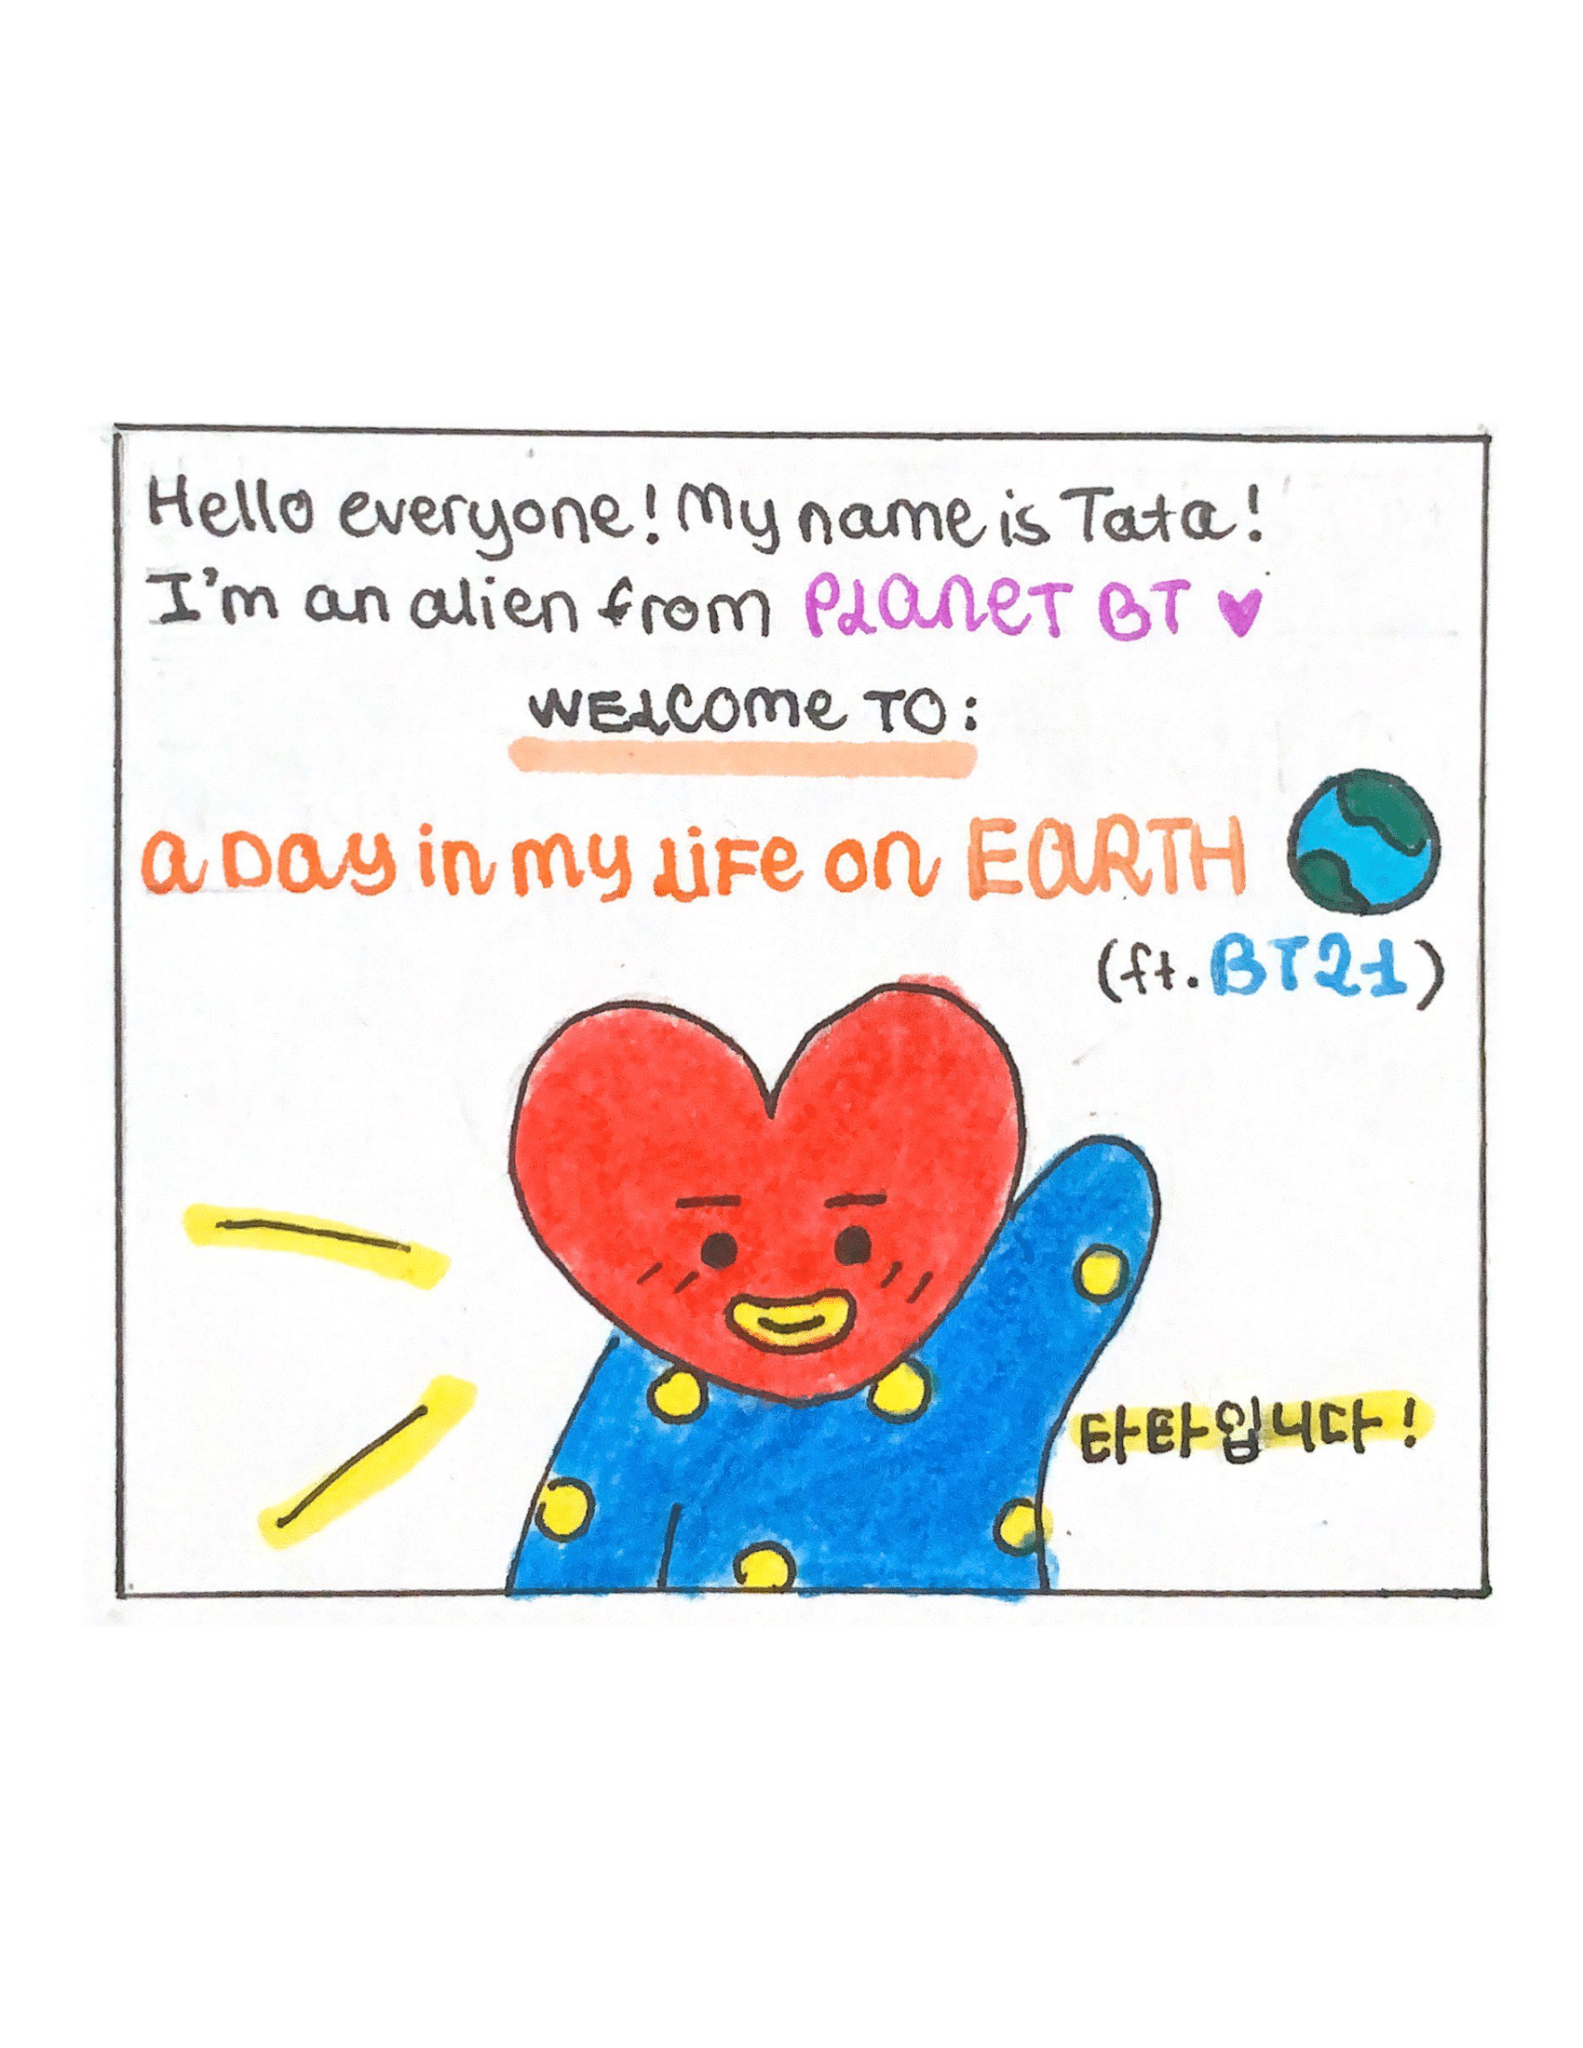 Hello everyone! My name is Tata!
I'm an alien from PLANET BT ♥
WELCOME TO:
a DAY in my LIFE on EARTH
(ft. BT21)
타타입니다!